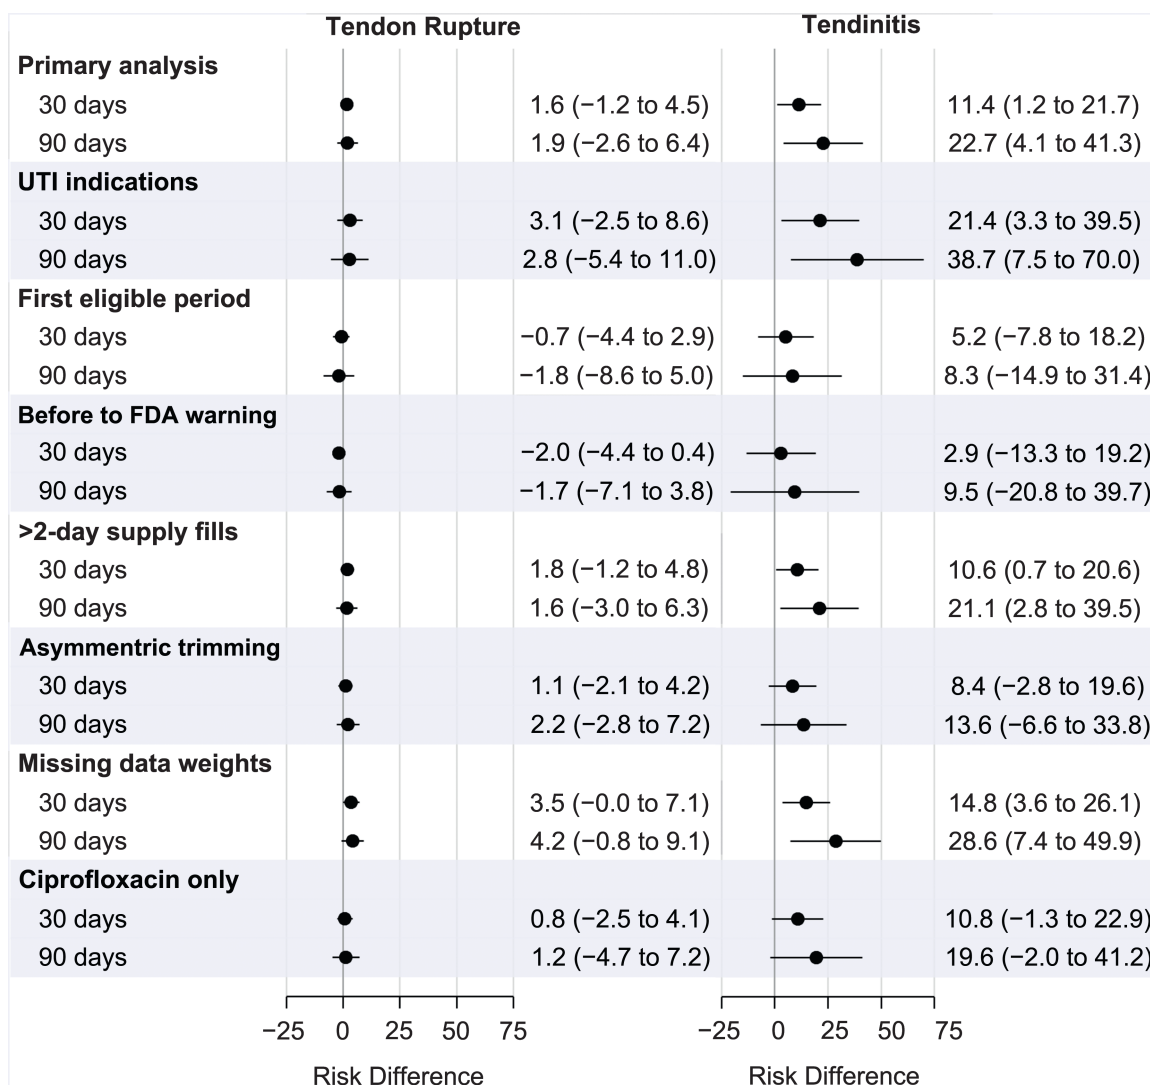 Tendon Rupture Tendinitis
Primary analysis
30 days 1.6 (−1.2 to 4.5) 11.4 (1.2 to 21.7)
90 days 1.9 (−2.6 to 6.4) 22.7 (4.1 to 41.3)
UTI indications
30 days 3.1 (−2.5 to 8.6) 21.4 (3.3 to 39.5)
90 days 2.8 (−5.4 to 11.0) 38.7 (7.5 to 70.0)
First eligible period
30 days −0.7 (−4.4 to 2.9) 5.2 (−7.8 to 18.2)
90 days −1.8 (−8.6 to 5.0) 8.3 (−14.9 to 31.4)
Before to FDA warning
30 days −2.0 (−4.4 to 0.4) 2.9 (−13.3 to 19.2)
90 days −1.7 (−7.1 to 3.8) 9.5 (−20.8 to 39.7)
>2-day supply fills
30 days 1.8 (−1.2 to 4.8) 10.6 (0.7 to 20.6)
90 days 1.6 (−3.0 to 6.3) 21.1 (2.8 to 39.5)
Asymmentric trimming
30 days 1.1 (−2.1 to 4.2) 8.4 (−2.8 to 19.6)
90 days 2.2 (−2.8 to 7.2) 13.6 (−6.6 to 33.8)
Missing data weights
30 days 3.5 (−0.0 to 7.1) 14.8 (3.6 to 26.1)
90 days 4.2 (−0.8 to 9.1) 28.6 (7.4 to 49.9)
Ciprofloxacin only
30 days 0.8 (−2.5 to 4.1) 10.8 (−1.3 to 22.9)
90 days 1.2 (−4.7 to 7.2) 19.6 (−2.0 to 41.2)
−25 0 25 50 75 −25 0 25 50 75
Risk Difference Risk Difference